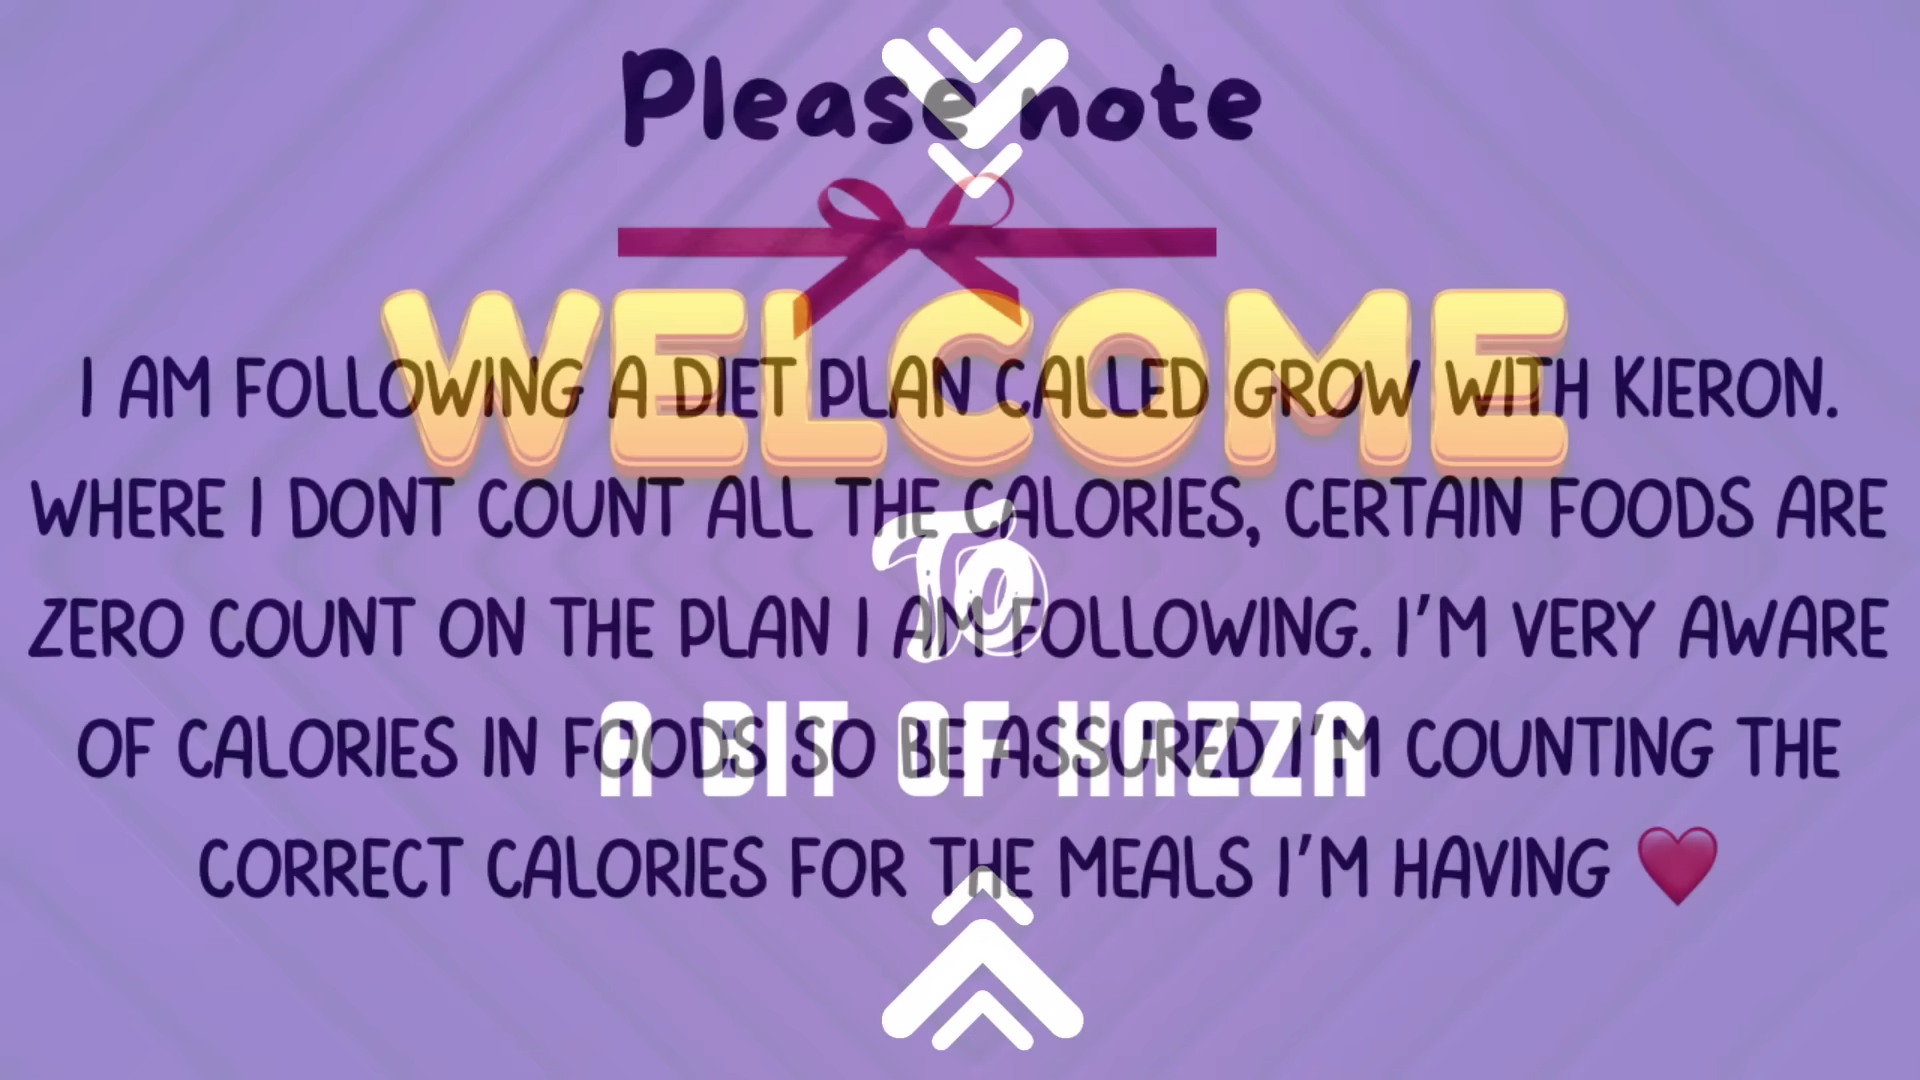 Please note
WELCOME
I AM FOLLOWING A DIET PLAN CALLED GROW WITH KIERON.
WHERE I DONT COUNT ALL THE CALORIES, CERTAIN FOODS ARE
To
ZERO COUNT ON THE PLAN I AM FOLLOWING. I'M VERY AWARE
OF CALORIES IN FOODS SO BE ASSURED I'M COUNTING THE
A BIT OF HAZZA
CORRECT CALORIES FOR THE MEALS I'M HAVING ❤️